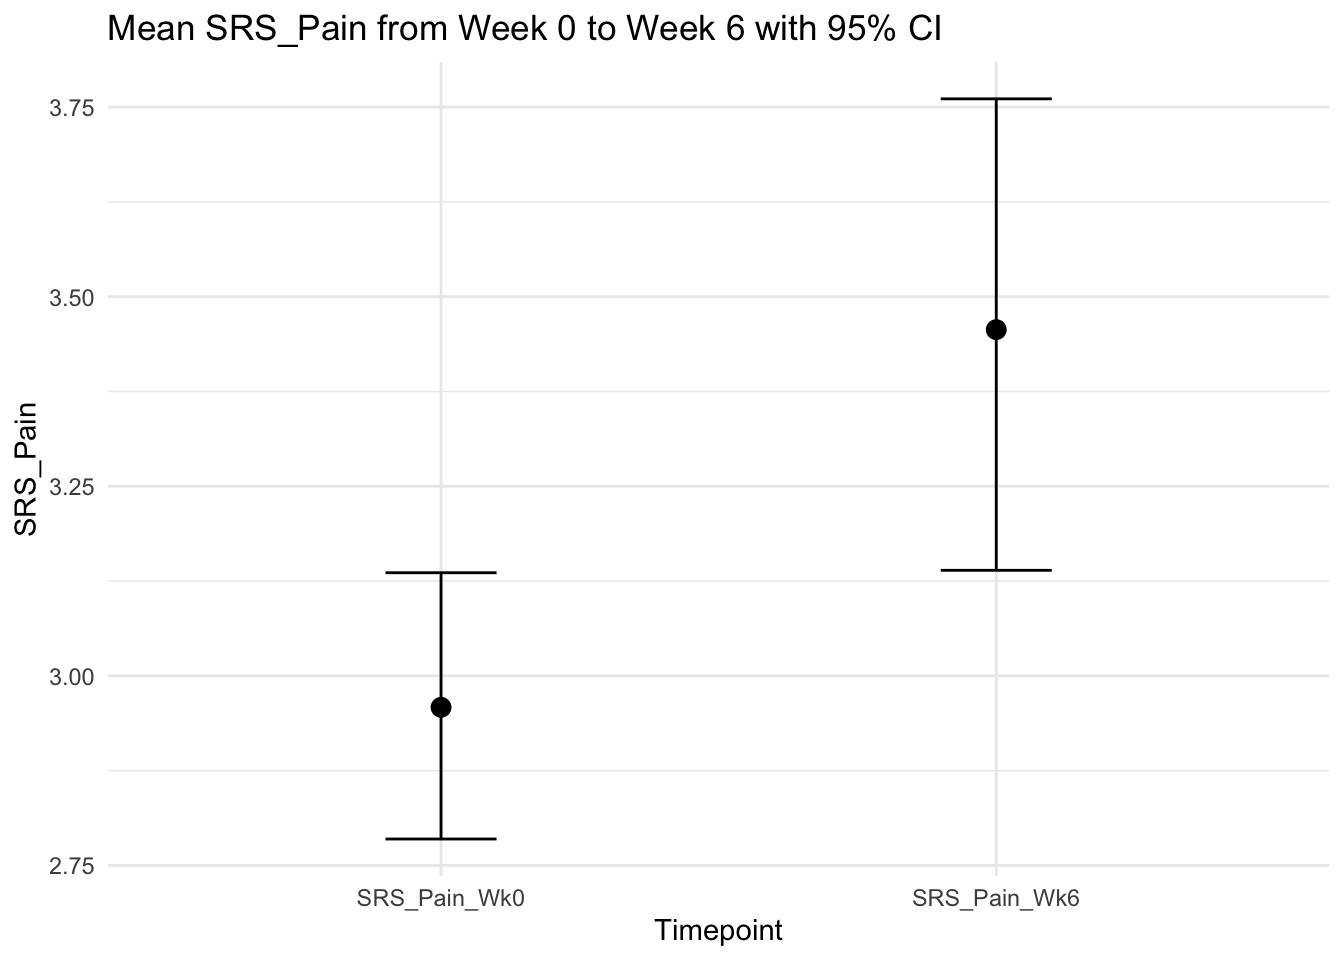 Mean SRS_Pain from Week 0 to Week 6 with 95% CI
SRS_Pain
3.75
3.50
3.25
3.00
2.75
SRS_Pain_Wk0
SRS_Pain_Wk6
Timepoint